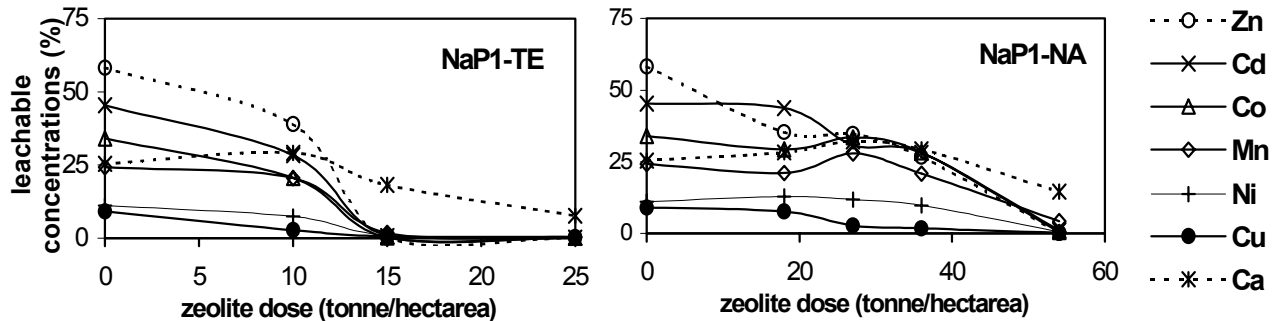 leachable
concentrations (%)
75
50
25
0
NaP1-TE
0 5 10 15 20 25
zeolite dose (tonne/hectarea)
75
50
25
0
NaP1-NA
0 20 40 60
zeolite dose (tonne/hectarea)
Zn
Cd
Co
Mn
Ni
Cu
Ca